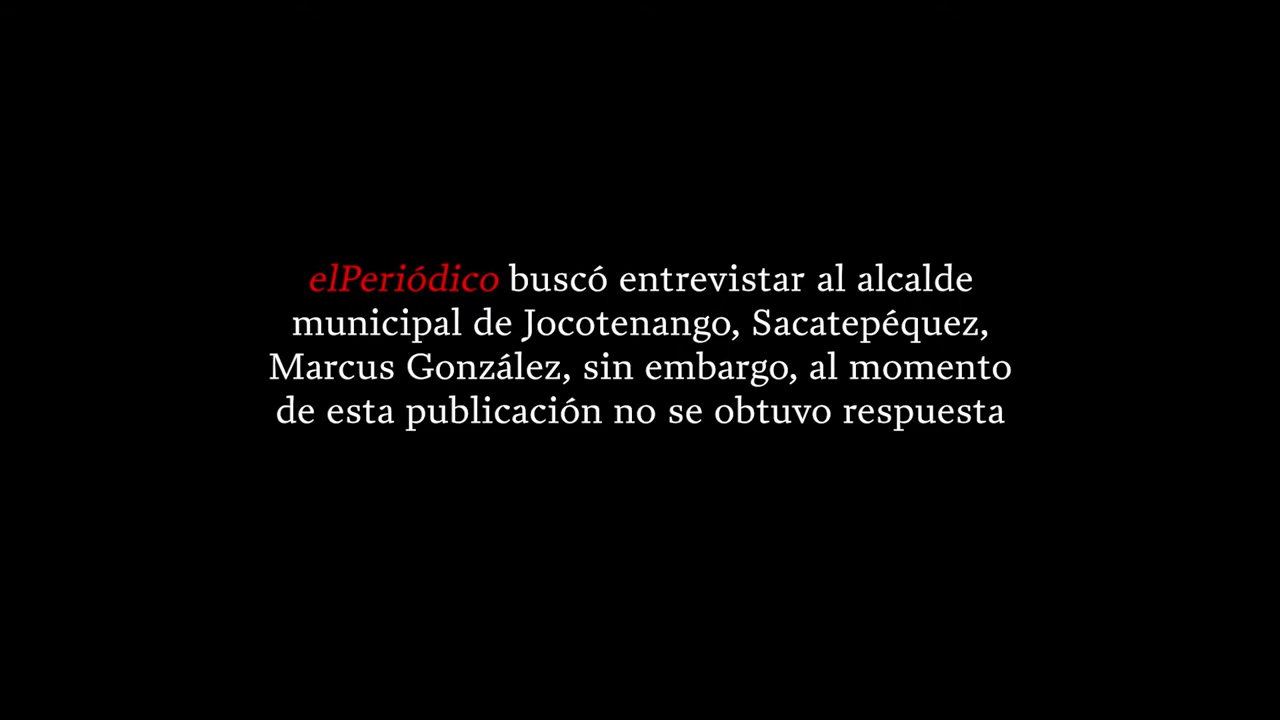 elPeriódico buscó entrevistar al alcalde
municipal de Jocotenango, Sacatepéquez,
Marcus González, sin embargo, al momento
de esta publicación no se obtuvo respuesta